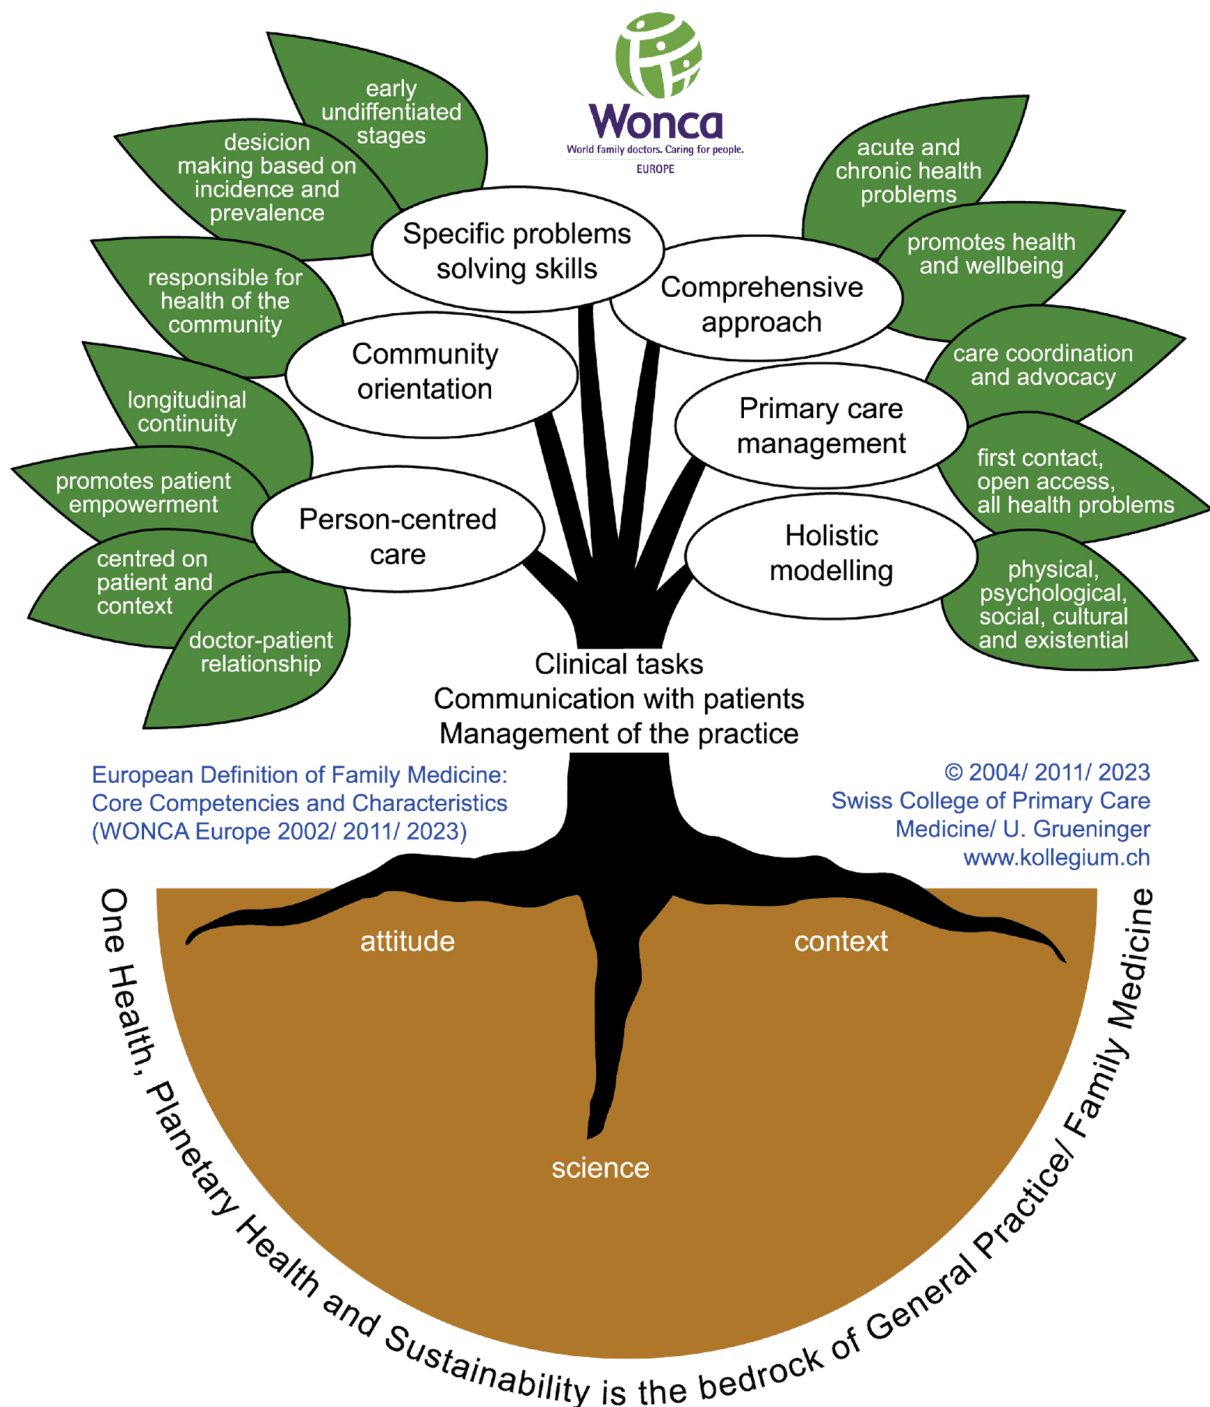 Wonca
World family doctors. Caring for people.
EUROPE
early
undiffentiated
stages
desicion
making based on
incidence and
prevalence
responsible for
health of the
community
longitudinal
continuity
promotes patient
empowerment
centred on
patient and
context
doctor-patient
relationship
Specific problems
solving skills
Community
orientation
Person-centred
care
Comprehensive
approach
Primary care
management
Holistic
modelling
acute and
chronic health
problems
promotes health
and wellbeing
care coordination
and advocacy
first contact,
open access,
all health problems
physical,
psychological,
social, cultural
and existential
Clinical tasks
Communication with patients
Management of the practice
European Definition of Family Medicine:
Core Competencies and Characteristics
(WONCA Europe 2002/ 2011/ 2023)
© 2004/ 2011/ 2023
Swiss College of Primary Care
Medicine/ U. Grueninger
www.kollegium.ch
attitude
context
science
One Health, Planetary Health and Sustainability is the bedrock of General Practice/ Family Medicine